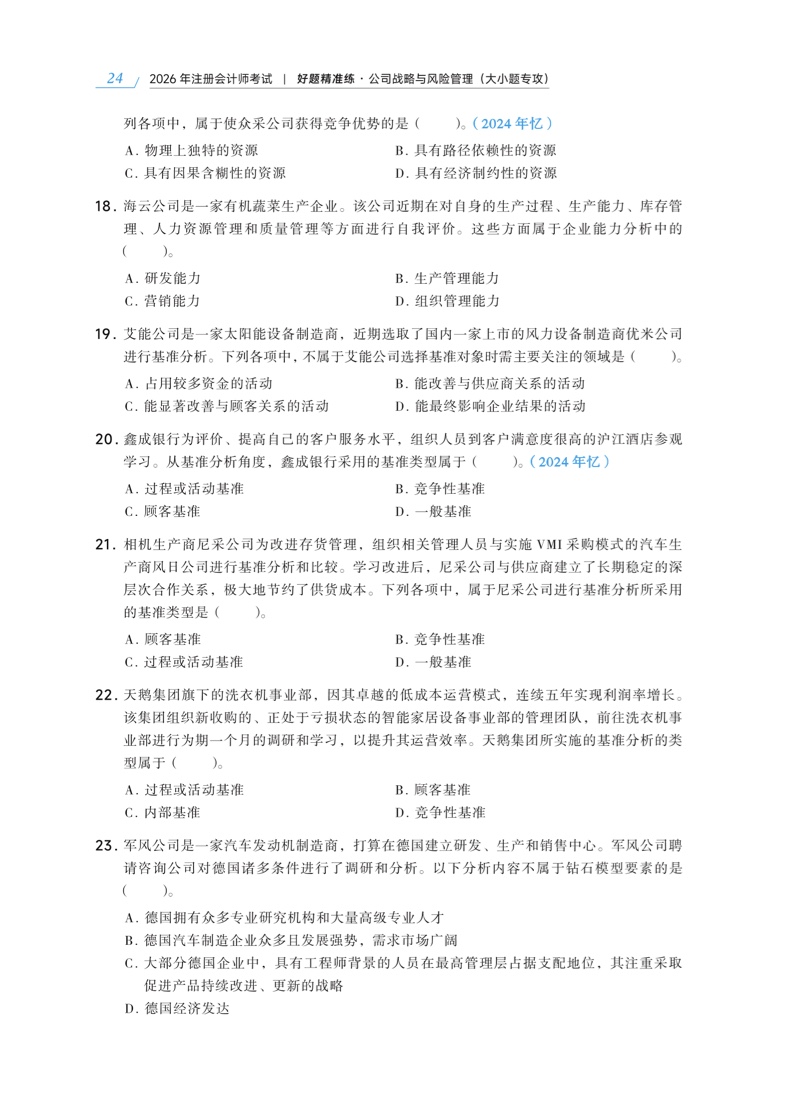 24 2026 年注册会计师考试 | 好题精准练·公司战略与风险管理（大小题专攻）
列各项中，属于使众采公司获得竞争优势的是（　　）。（2024 年忆）
A. 物理上独特的资源 B. 具有路径依赖性的资源
C. 具有因果含糊性的资源 D. 具有经济制约性的资源
18. 海云公司是一家有机蔬菜生产企业。该公司近期在对自身的生产过程、生产能力、库存管
理、人力资源管理和质量管理等方面进行自我评价。这些方面属于企业能力分析中的
（　　）。
A. 研发能力 B. 生产管理能力
C. 营销能力 D. 组织管理能力
19. 艾能公司是一家太阳能设备制造商，近期选取了国内一家上市的风力设备制造商优米公司
进行基准分析。下列各项中，不属于艾能公司选择基准对象时需主要关注的领域是（　　）。
A. 占用较多资金的活动 B. 能改善与供应商关系的活动
C. 能显著改善与顾客关系的活动 D. 能最终影响企业结果的活动
20. 鑫成银行为评价、提高自己的客户服务水平，组织人员到客户满意度很高的沪江酒店参观
学习。从基准分析角度，鑫成银行采用的基准类型属于（　　）。（2024 年忆）
A. 过程或活动基准 B. 竞争性基准
C. 顾客基准 D. 一般基准
21. 相机生产商尼采公司为改进存货管理，组织相关管理人员与实施 VMI 采购模式的汽车生
产商风日公司进行基准分析和比较。学习改进后，尼采公司与供应商建立了长期稳定的深
层次合作关系，极大地节约了供货成本。下列各项中，属于尼采公司进行基准分析所采用
的基准类型是（　　）。
A. 顾客基准 B. 竞争性基准
C. 过程或活动基准 D. 一般基准
22. 天鹅集团旗下的洗衣机事业部，因其卓越的低成本运营模式，连续五年实现利润率增长。
该集团组织新收购的、正处于亏损状态的智能家居设备事业部的管理团队，前往洗衣机事
业部进行为期一个月的调研和学习，以提升其运营效率。天鹅集团所实施的基准分析的类
型属于（　　）。
A. 过程或活动基准 B. 顾客基准
C. 内部基准 D. 竞争性基准
23. 军风公司是一家汽车发动机制造商，打算在德国建立研发、生产和销售中心。军风公司聘
请咨询公司对德国诸多条件进行了调研和分析。以下分析内容不属于钻石模型要素的是
（　　）。
A. 德国拥有众多专业研究机构和大量高级专业人才
B. 德国汽车制造企业众多且发展强势，需求市场广阔
C. 大部分德国企业中，具有工程师背景的人员在最高管理层占据支配地位，其注重采取
促进产品持续改进、更新的战略
D. 德国经济发达